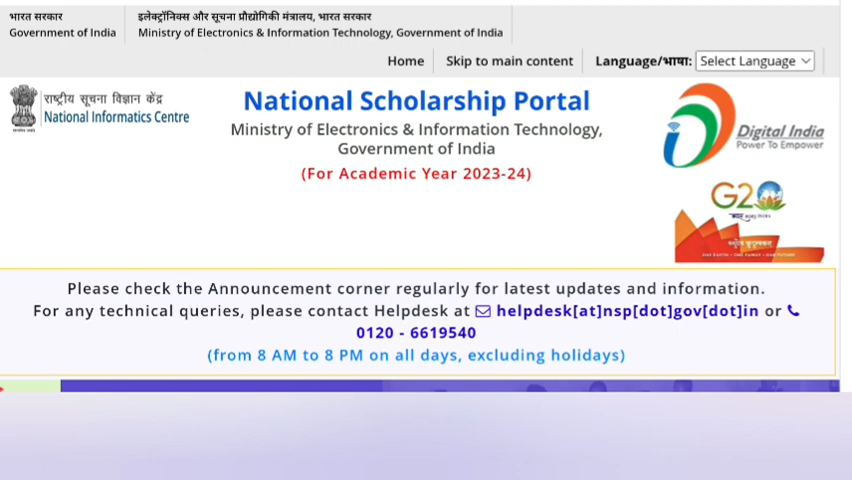 भारत सरकार
Government of India
इलेक्ट्रॉनिक्स और सूचना प्रौद्योगिकी मंत्रालय, भारत सरकार
Ministry of Electronics & Information Technology, Government of India
Home Skip to main content Language/भाषा: Select Language
राष्ट्रीय सूचना विज्ञान केंद्र
National Informatics Centre
National Scholarship Portal
Ministry of Electronics & Information Technology,
Government of India
(For Academic Year 2023-24)
Digital India
Power To Empower
G20
Please check the Announcement corner regularly for latest updates and information.
For any technical queries, please contact Helpdesk at helpdesk[at]nsp[dot]gov[dot]in or
0120 - 6619540
(from 8 AM to 8 PM on all days, excluding holidays)